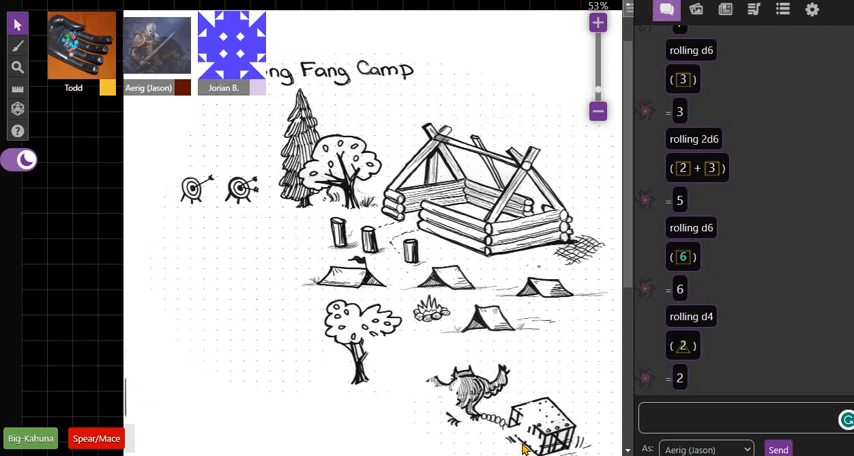 53%
ng Fang Camp
Todd
Aerig (Jason)
Jorian B.
rolling d6
(3)
= 3
rolling 2d6
(2 + 3)
= 5
rolling d6
(6)
= 6
rolling d4
(2)
= 2
Big-Kahuna
Spear/Mace
As:
Aerig (Jason)
Send